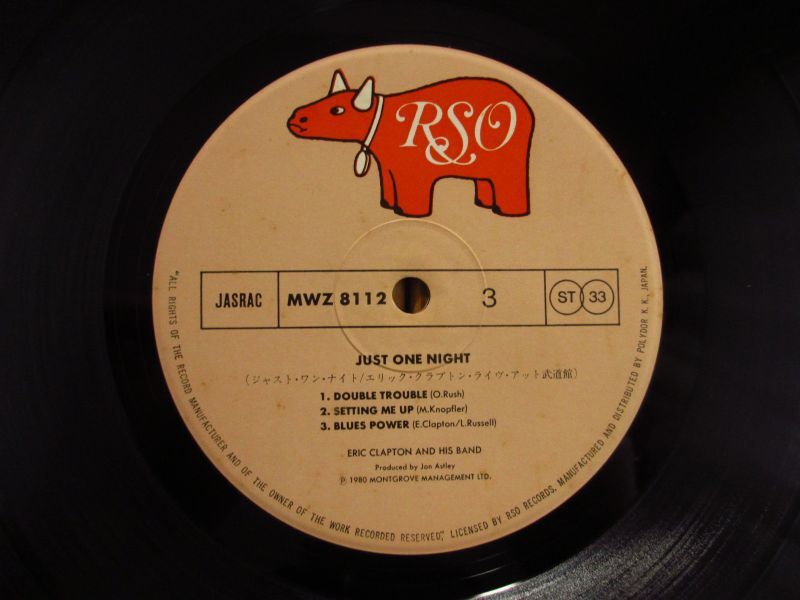 RSO
JASRAC
MWZ 8112
3
ST 33
JUST ONE NIGHT
(ジャスト・ワン・ナイト/エリック・クラプトン・ライヴ・アット武道館)
1. DOUBLE TROUBLE (O.Rush)
2. SETTING ME UP (M.Knopfler)
3. BLUES POWER (E.Clapton/L.Russell)
ERIC CLAPTON AND HIS BAND
Produced by Jon Astley
Ⓟ 1980 MONTGROVE MANAGEMENT LTD.
"ALL RIGHTS OF THE RECORD MANUFACTURER AND OF THE OWNER OF THE WORK RECORDED RESERVED", LICENSED BY RSO RECORDS, MANUFACTURED AND DISTRIBUTED BY POLYDOR K. K., JAPAN.